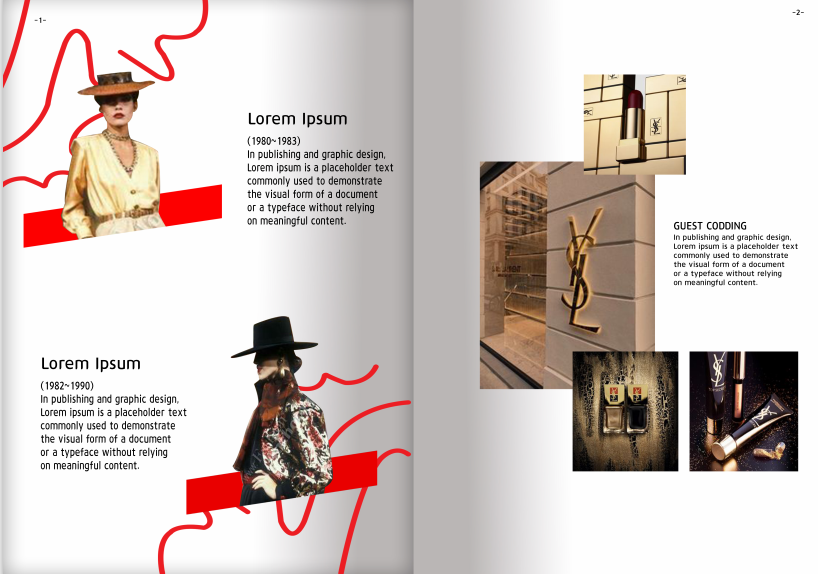 -1-
Lorem Ipsum
(1980~1983)
In publishing and graphic design,
Lorem ipsum is a placeholder text
commonly used to demonstrate
the visual form of a document
or a typeface without relying
on meaningful content.
Lorem Ipsum
(1982~1990)
In publishing and graphic design,
Lorem ipsum is a placeholder text
commonly used to demonstrate
the visual form of a document
or a typeface without relying
on meaningful content.
-2-
YSL
YSL
GUEST CODDING
In publishing and graphic design,
Lorem ipsum is a placeholder text
commonly used to demonstrate
the visual form of a document
or a typeface without relying
on meaningful content.
YSL
YSL